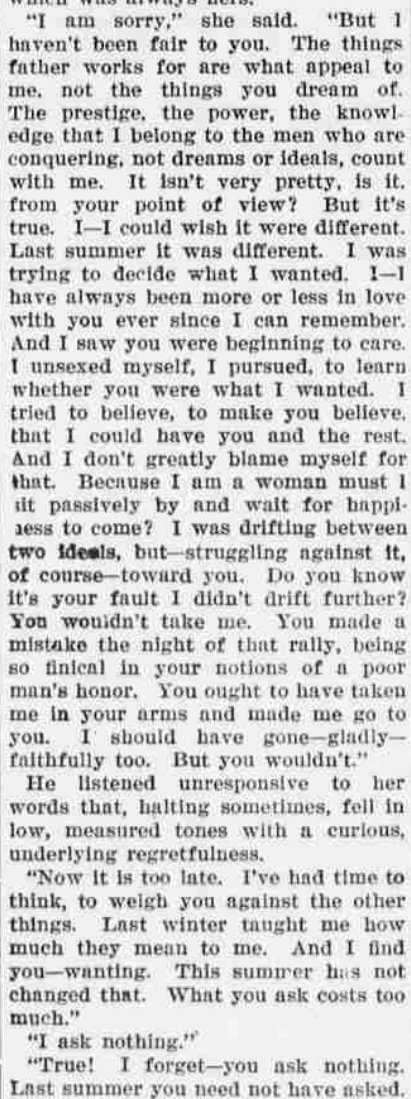 which was always hers.
"I am sorry," she said. "But I
haven't been fair to you. The things
father works for are what appeal to
me, not the things you dream of.
The prestige, the power, the knowl-
edge that I belong to the men who are
conquering, not dreams or ideals, count
with me. It isn't very pretty, is it,
from your point of view? But it's
true. I—I could wish it were different.
Last summer it was different. I was
trying to decide what I wanted. I—I
have always been more or less in love
with you ever since I can remember.
And I saw you were beginning to care.
I unsexed myself, I pursued, to learn
whether you were what I wanted. I
tried to believe, to make you believe,
that I could have you and the rest.
And I don't greatly blame myself for
that. Because I am a woman must I
sit passively by and wait for happi-
ness to come? I was drifting between
two ideals, but—struggling against it,
of course—toward you. Do you know
it's your fault I didn't drift further?
You wouldn't take me. You made a
mistake the night of that rally, being
so finical in your notions of a poor
man's honor. You ought to have taken
me in your arms and made me go to
you. I should have gone—gladly—
faithfully too. But you wouldn't."
He listened unresponsive to her
words that, halting sometimes, fell in
low, measured tones with a curious,
underlying regretfulness.
"Now it is too late. I've had time to
think, to weigh you against the other
things. Last winter taught me how
much they mean to me. And I find
you—wanting. This summer has not
changed that. What you ask costs too
much."
"I ask nothing."
"True! I forget—you ask nothing.
Last summer you need not have asked.